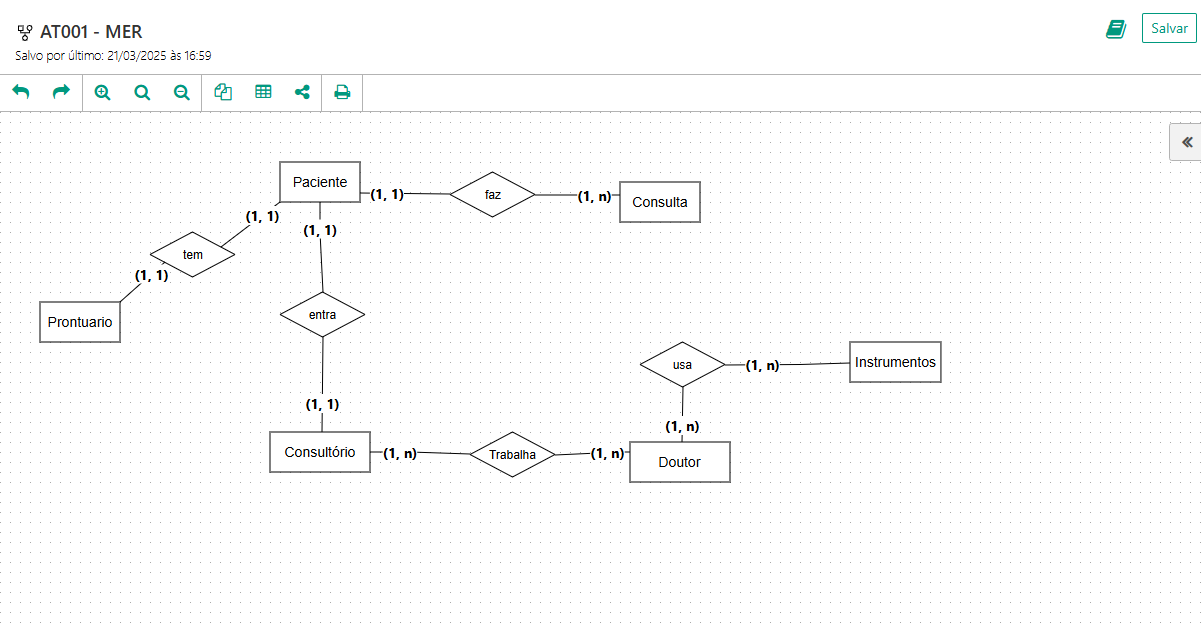 AT001 - MER
Salvar
Salvo por último: 21/03/2025 às 16:59
Paciente
(1, 1)
faz
(1, n)
Consulta
(1, 1)
(1, 1)
tem
(1, 1)
Prontuario
entra
usa
(1, n)
Instrumentos
(1, 1)
(1, n)
Consultório
(1, n)
Trabalha
(1, n)
Doutor